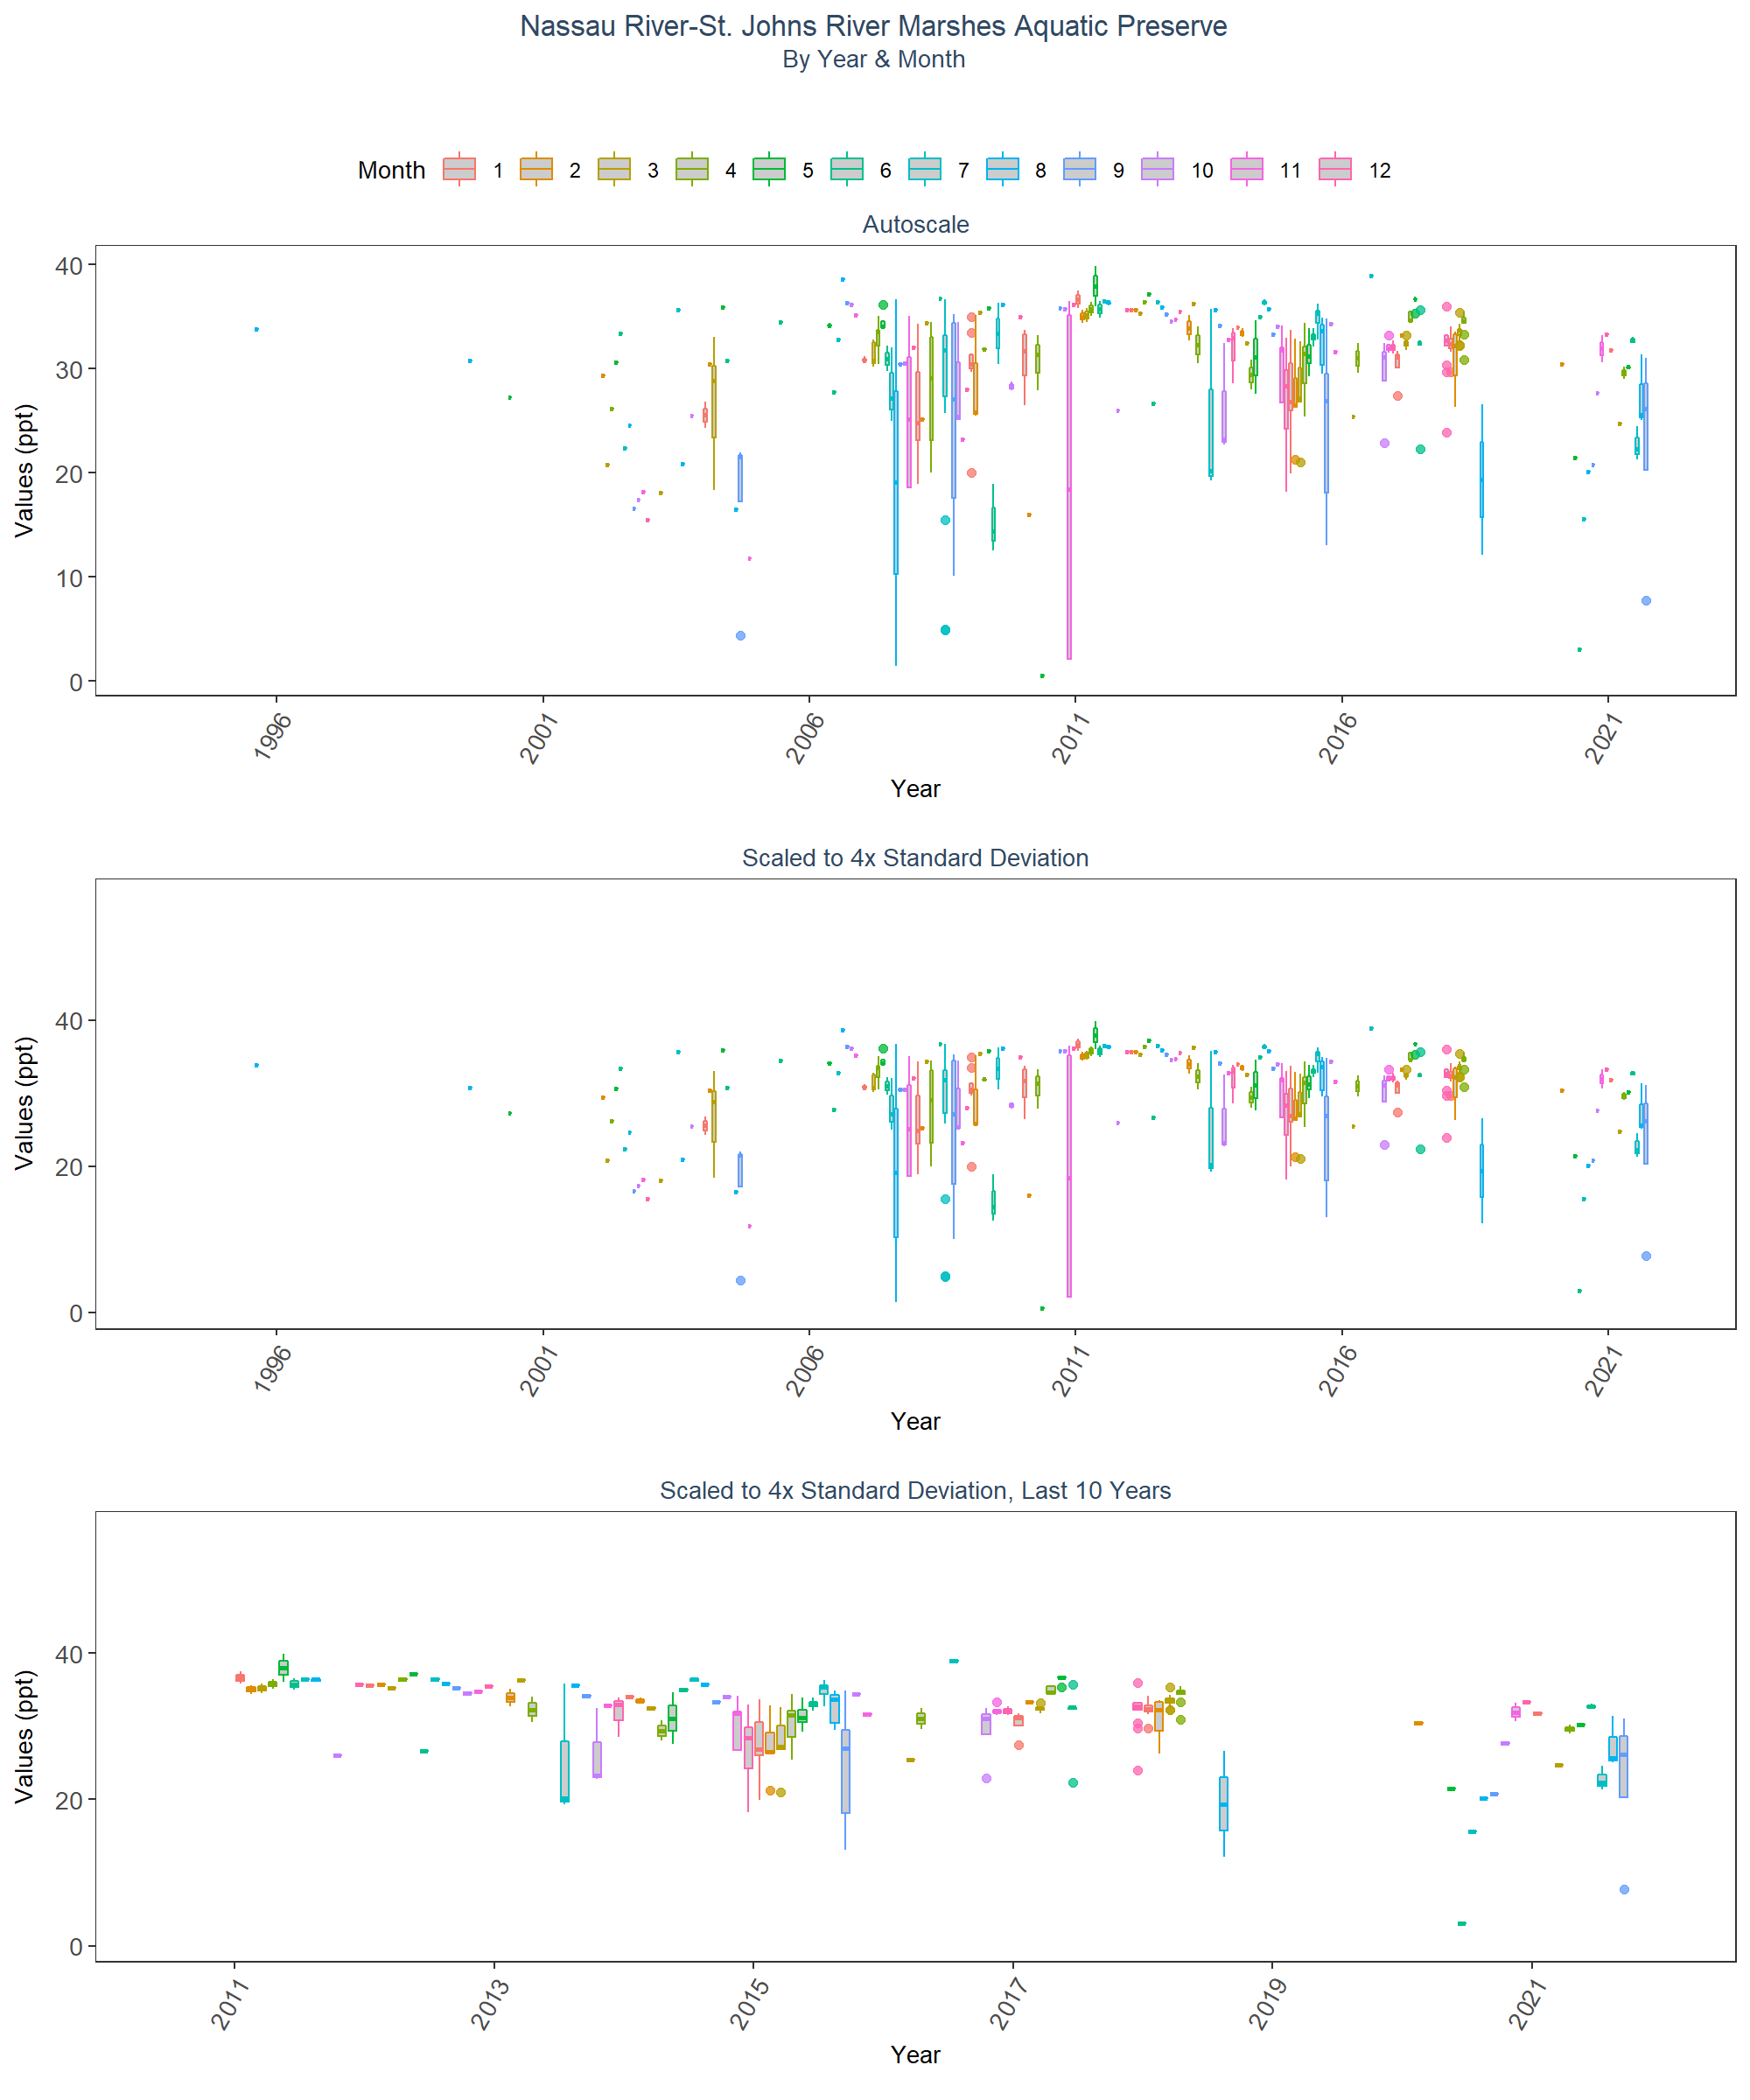 Nassau River-St. Johns River Marshes Aquatic Preserve
By Year & Month
Month 1 2 3 4 5 6 7 8 9 10 11 12
Autoscale
Values (ppt)
40
30
20
10
0
1996 2001 2006 2011 2016 2021
Year
Scaled to 4x Standard Deviation
Values (ppt)
40
20
0
1996 2001 2006 2011 2016 2021
Year
Scaled to 4x Standard Deviation, Last 10 Years
Values (ppt)
40
20
0
2011 2013 2015 2017 2019 2021
Year